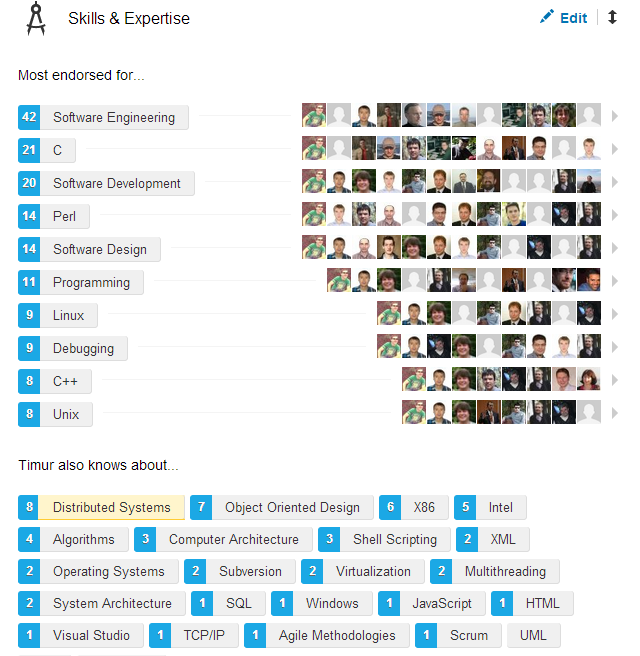 Skills & Expertise
Edit
Most endorsed for...
42 Software Engineering
21 C
20 Software Development
14 Perl
14 Software Design
11 Programming
9 Linux
9 Debugging
8 C++
8 Unix
Timur also knows about...
8 Distributed Systems 7 Object Oriented Design 6 X86 5 Intel
4 Algorithms 3 Computer Architecture 3 Shell Scripting 2 XML
2 Operating Systems 2 Subversion 2 Virtualization 2 Multithreading
2 System Architecture 1 SQL 1 Windows 1 JavaScript 1 HTML
1 Visual Studio 1 TCP/IP 1 Agile Methodologies 1 Scrum UML